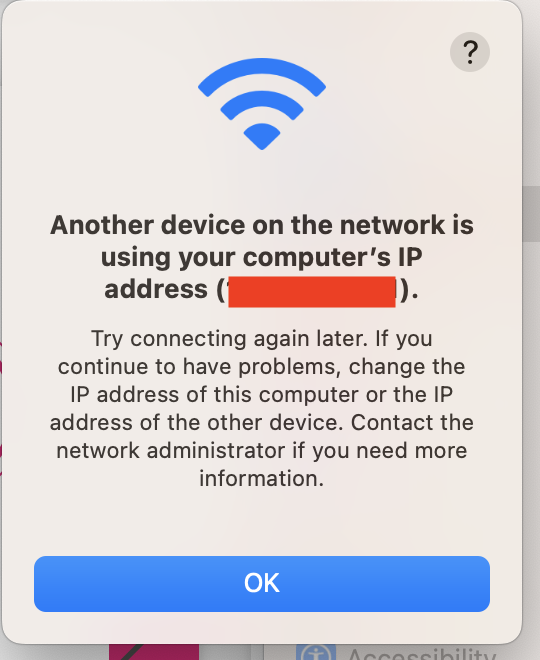 ?
Another device on the network is
using your computer’s IP
address ( ).
Try connecting again later. If you
continue to have problems, change the
IP address of this computer or the IP
address of the other device. Contact the
network administrator if you need more
information.
OK
Accessibility